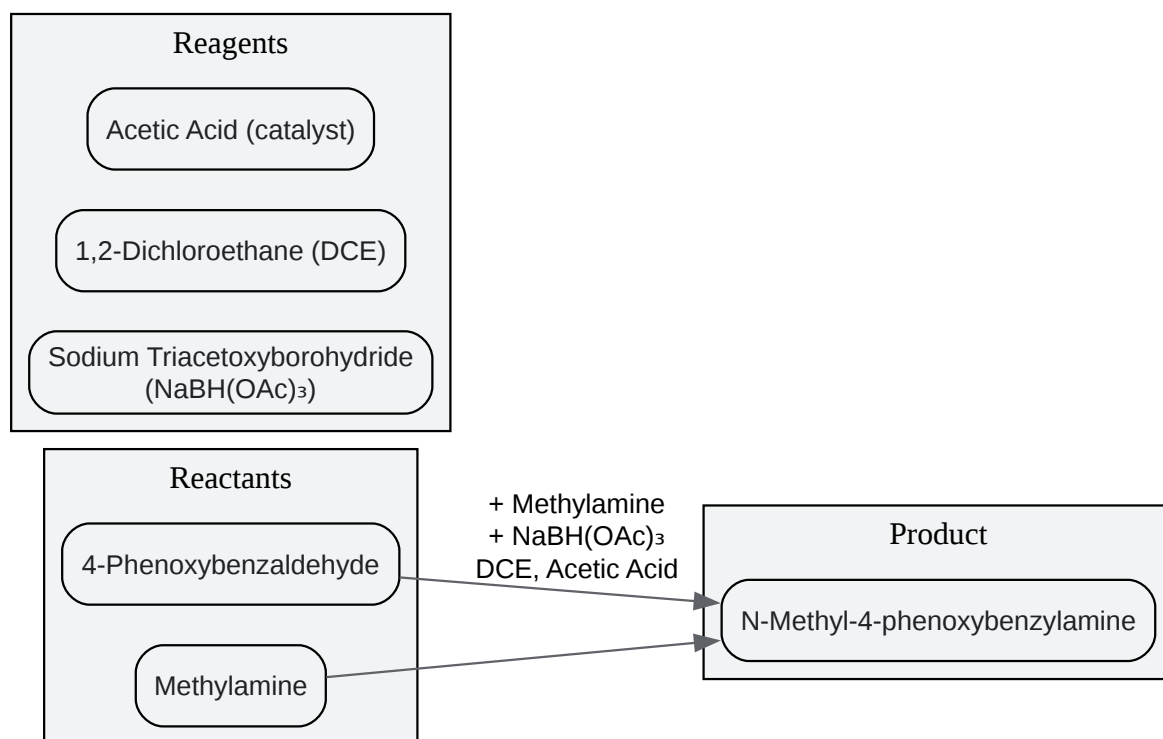 Reagents
Acetic Acid (catalyst)
1,2-Dichloroethane (DCE)
Sodium Triacetoxyborohydride
(NaBH(OAc)₃)
Reactants
4-Phenoxybenzaldehyde
Methylamine
+ Methylamine
+ NaBH(OAc)₃
DCE, Acetic Acid
Product
N-Methyl-4-phenoxybenzylamine